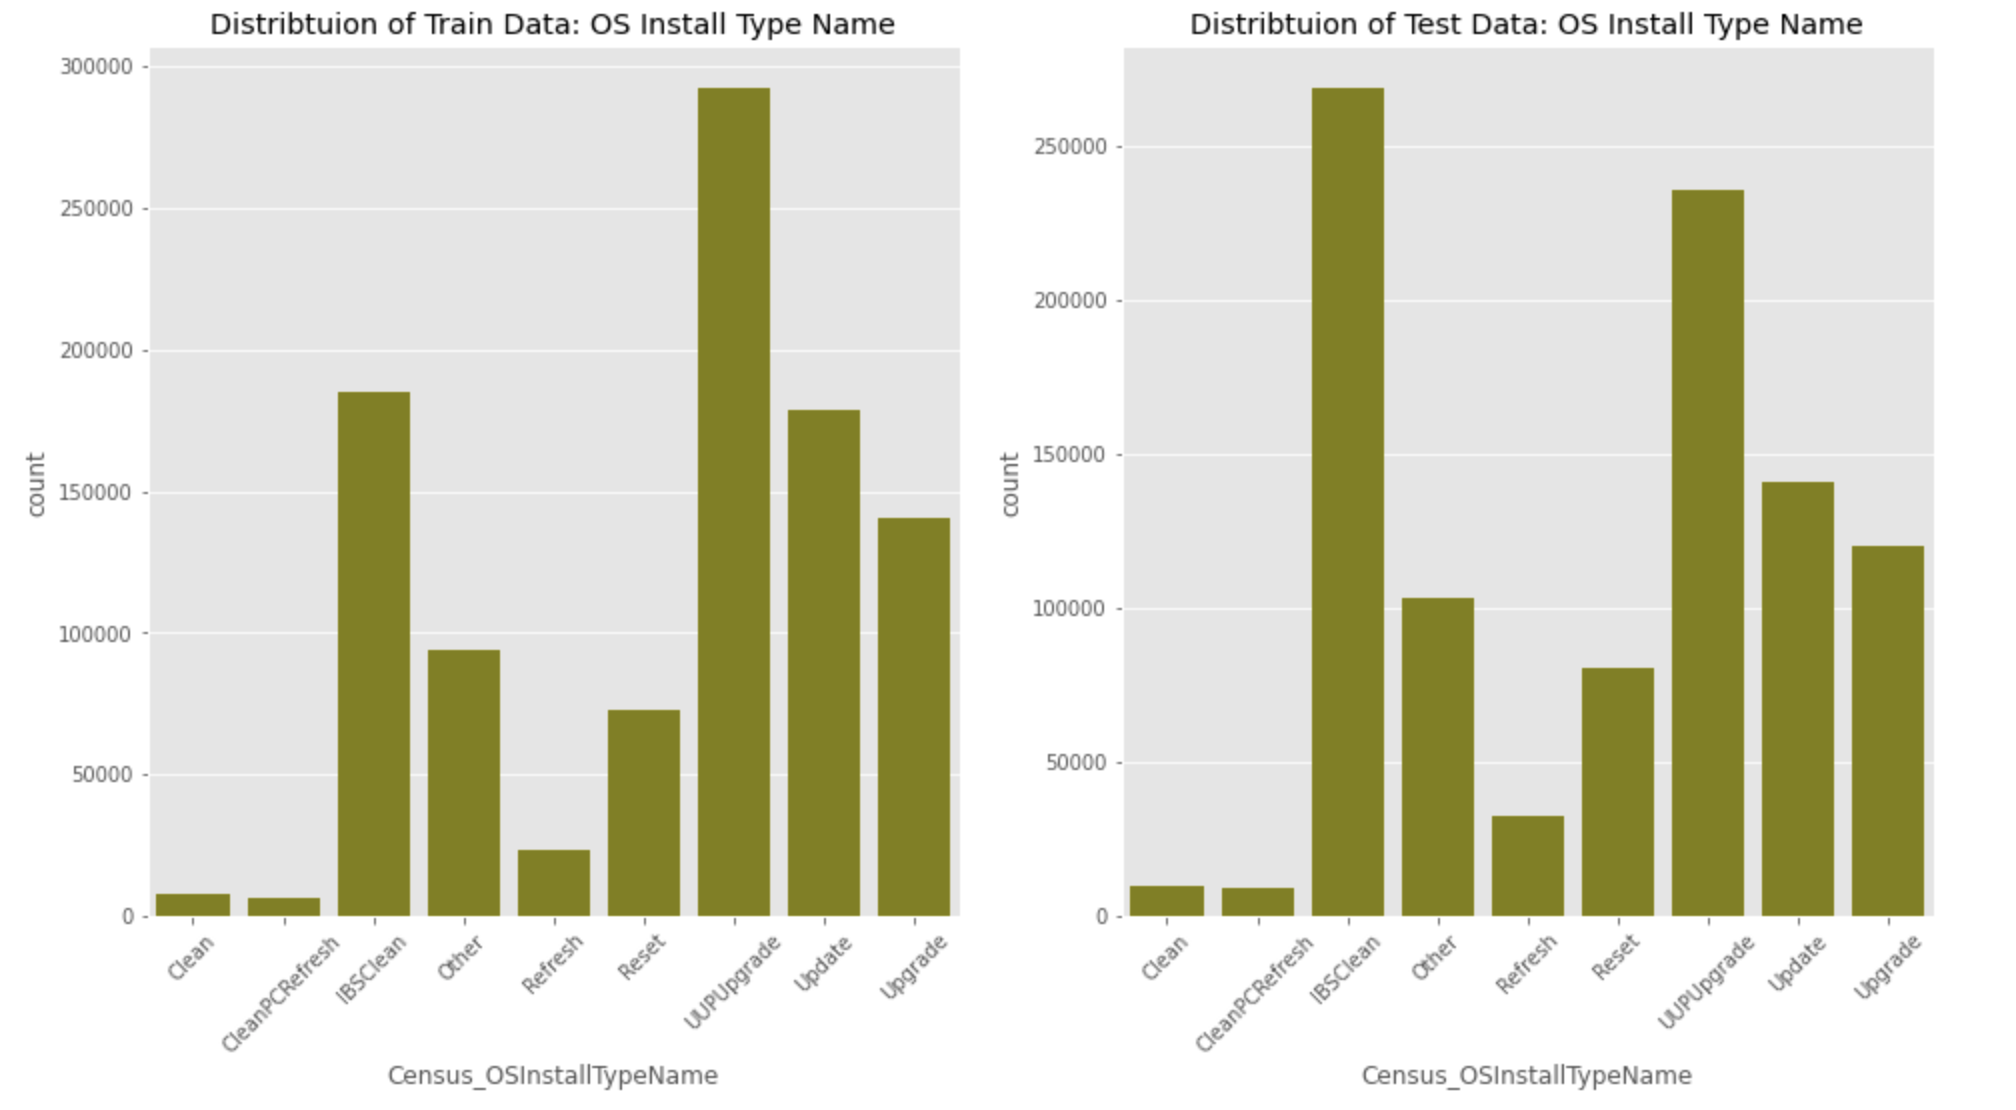 Distribtuion of Train Data: OS Install Type Name
300000
250000
200000
150000
100000
50000
0
count
Clean
CleanPCRefresh
IBSClean
Other
Refresh
Reset
UUPUpgrade
Update
Upgrade
Census_OSInstallTypeName
Distribtuion of Test Data: OS Install Type Name
250000
200000
150000
100000
50000
0
count
Clean
CleanPCRefresh
IBSClean
Other
Refresh
Reset
UUPUpgrade
Update
Upgrade
Census_OSInstallTypeName